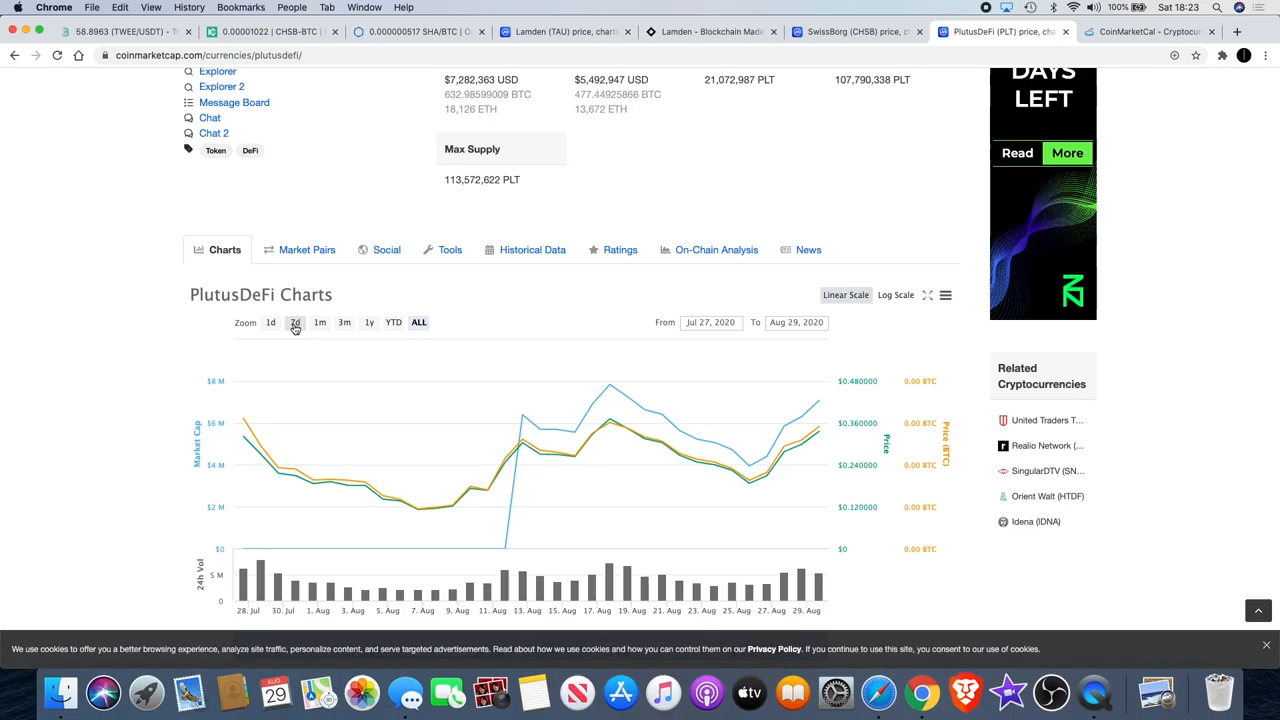 Chrome File Edit View History Bookmarks People Tab Window Help 100% Sat 18:23
58.8963 (TWEE/USDT) - T
0.00001022 | CHSB-BTC | K
0.000000517 SHA/BTC | O
Lamden (TAU) price, charts
Lamden - Blockchain Made
SwissBorg (CHSB) price, c
PlutusDeFi (PLT) price, cha
CoinMarketCal - Cryptocur
coinmarketcap.com/currencies/plutusdefi/
Explorer
Explorer 2
Message Board
Chat
Chat 2
Token DeFi
$7,282,363 USD $5,492,947 USD 21,072,987 PLT 107,790,338 PLT
632.98599009 BTC 477.44925866 BTC
18,126 ETH 13,672 ETH
Max Supply
113,572,622 PLT
DAYS
LEFT
Read More
Charts Market Pairs Social Tools Historical Data Ratings On-Chain Analysis News
PlutusDeFi Charts
Linear Scale Log Scale
Zoom 1d 7d 1m 3m 1y YTD ALL From Jul 27, 2020 To Aug 29, 2020
$8 M $0.480000 0.00 BTC
$6 M $0.360000 0.00 BTC
$4 M $0.240000 0.00 BTC
$2 M $0.120000 0.00 BTC
$0 $0 0.00 BTC
Market Cap
Price
Price (BTC)
24h Vol
5 M
0
28. Jul 30. Jul 1. Aug 3. Aug 5. Aug 7. Aug 9. Aug 11. Aug 13. Aug 15. Aug 17. Aug 19. Aug 21. Aug 23. Aug 25. Aug 27. Aug 29. Aug
Related
Cryptocurrencies
United Traders T...
Realio Network (...
SingularDTV (SN...
Orient Walt (HTDF)
Idena (IDNA)
We use cookies to offer you a better browsing experience, analyze site traffic, personalize content, and serve targeted advertisements. Read about how we use cookies and how you can control them on our Privacy Policy. If you continue to use this site, you consent to our use of cookies.
AUG
29
tv